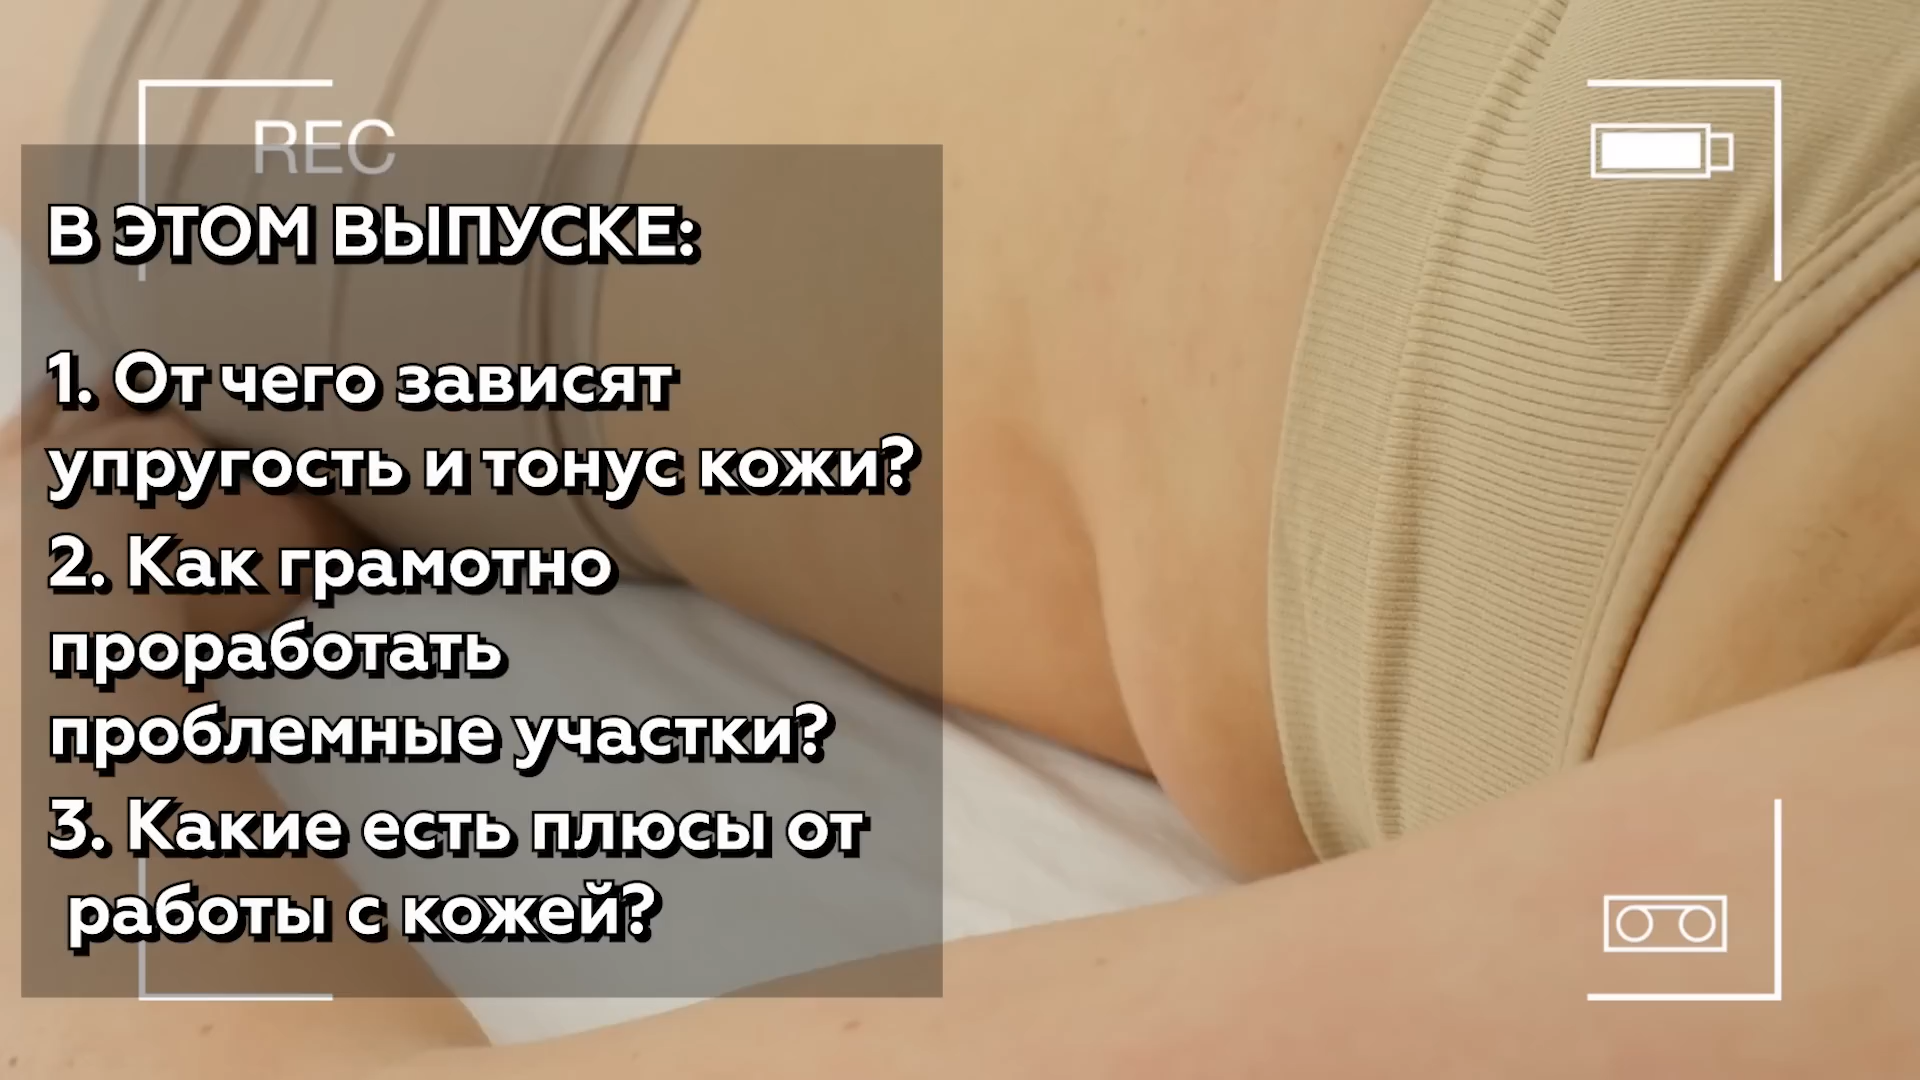 REC
В ЭТОМ ВЫПУСКЕ:
1. От чего зависят
упругость и тонус кожи?
2. Как грамотно
проработать
проблемные участки?
3. Какие есть плюсы от
работы с кожей?